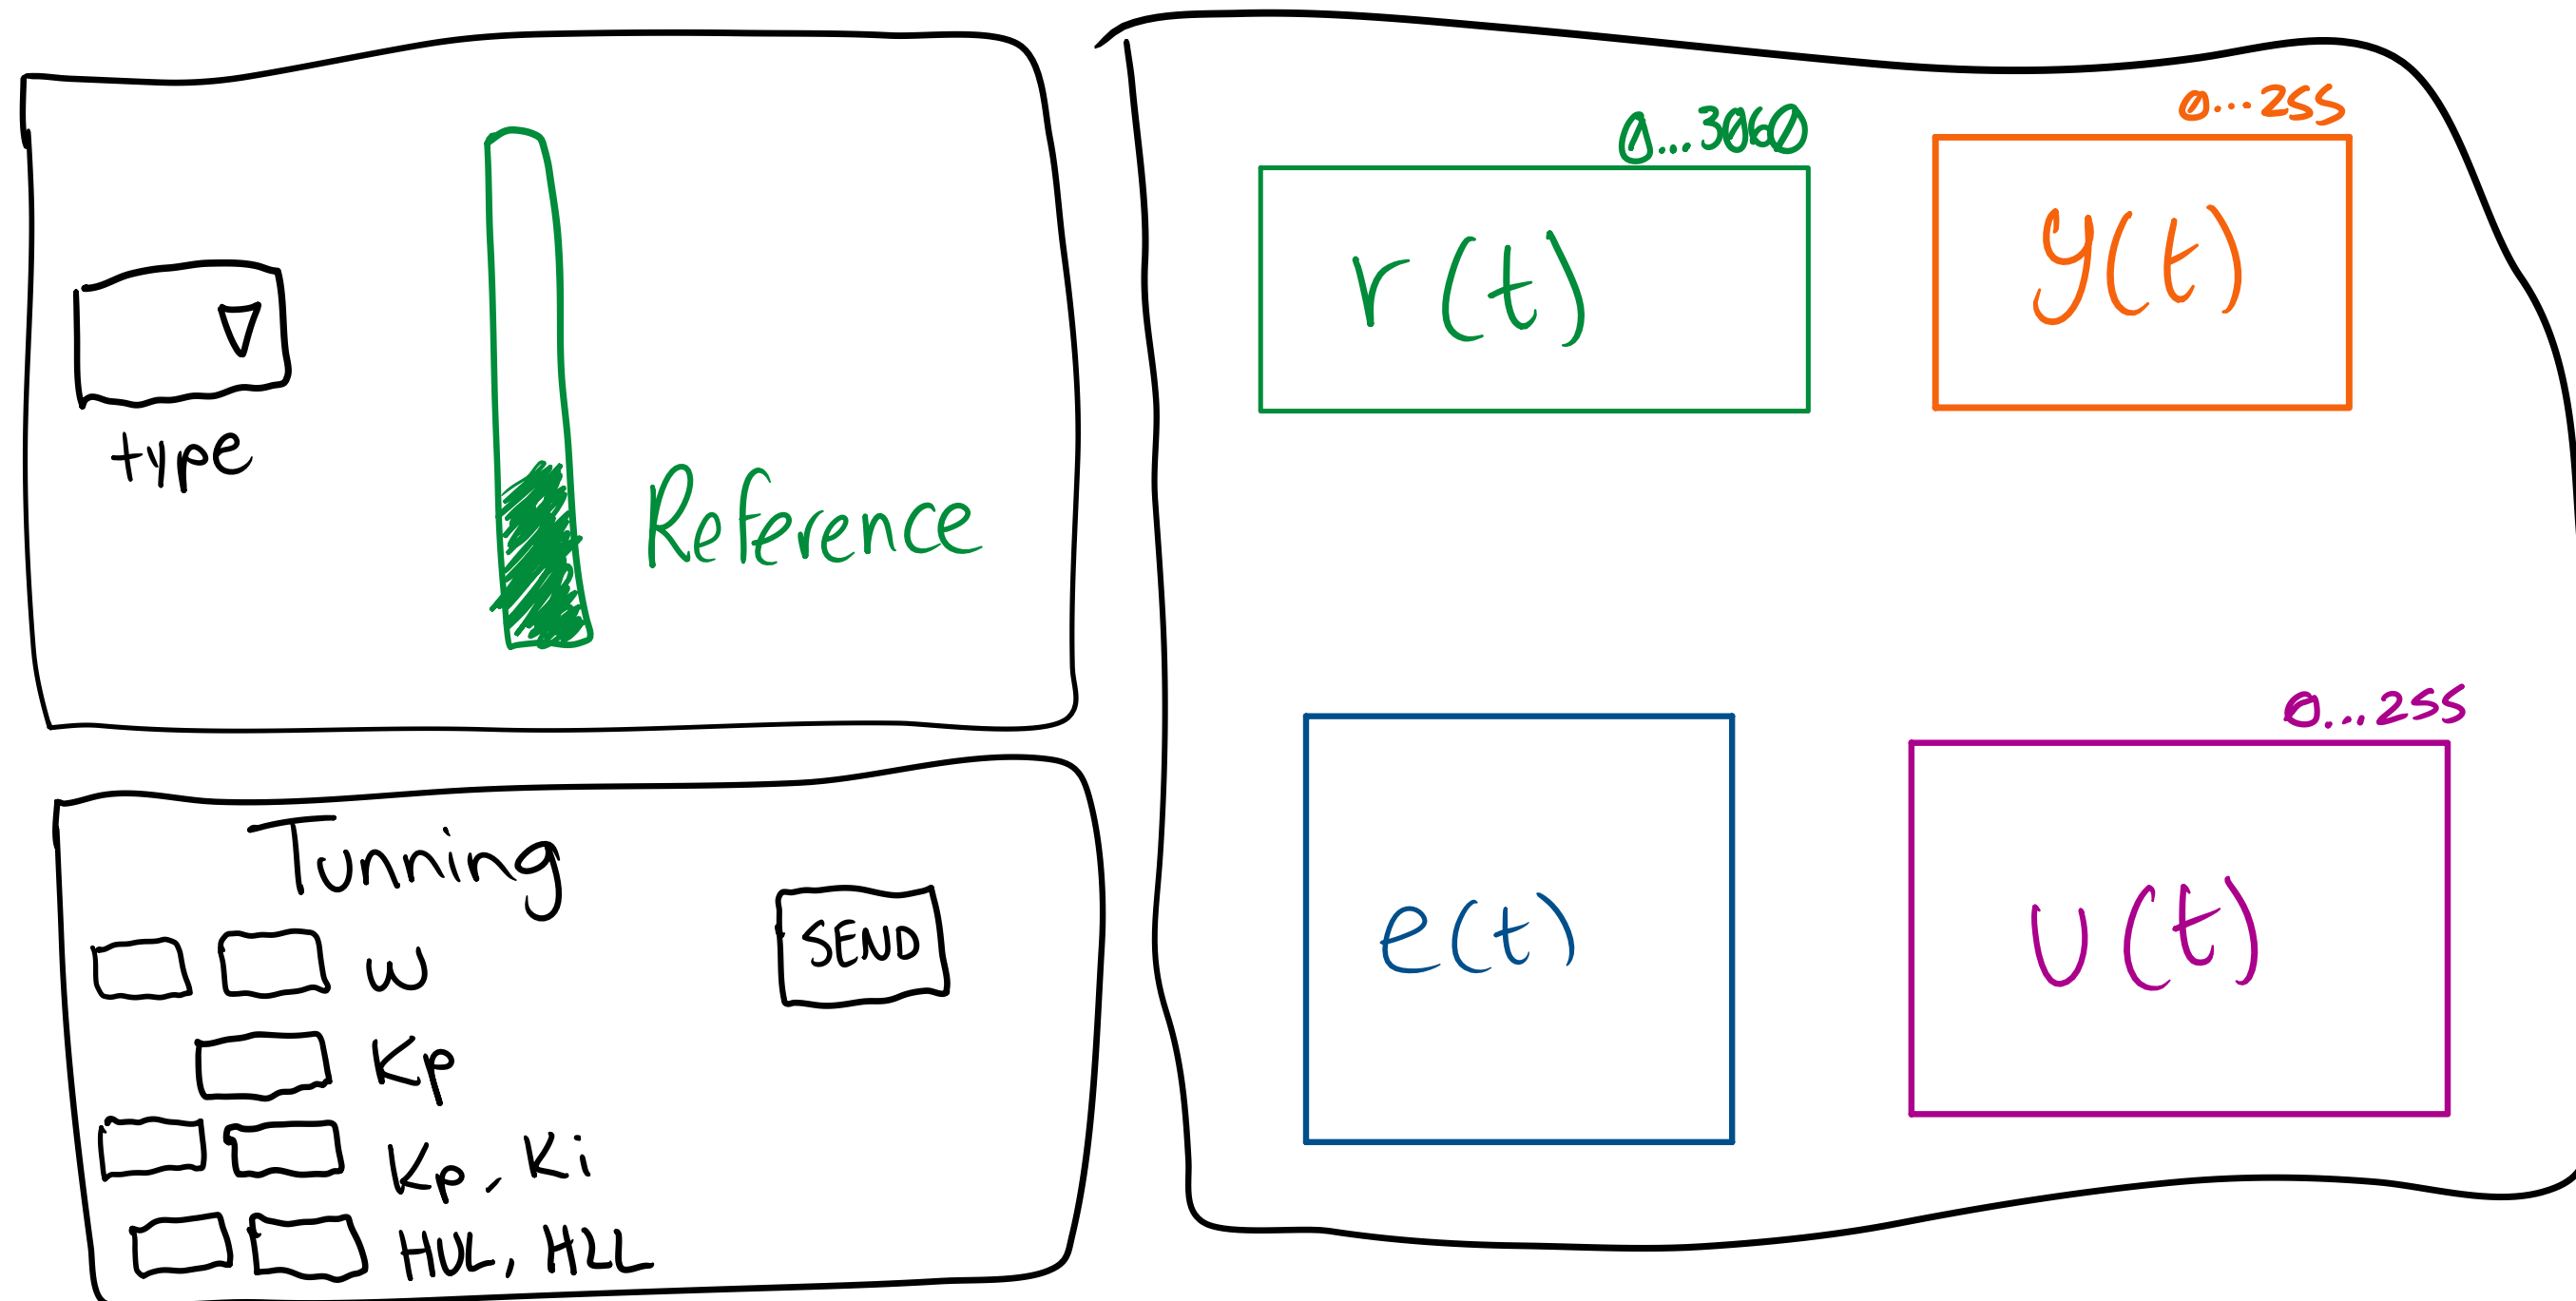 type
Reference
Tunning
SEND
w
Kp
Kp, Ki
HUL, HLL
0...3060
r(t)
0...255
y(t)
e(t)
0...255
U(t)